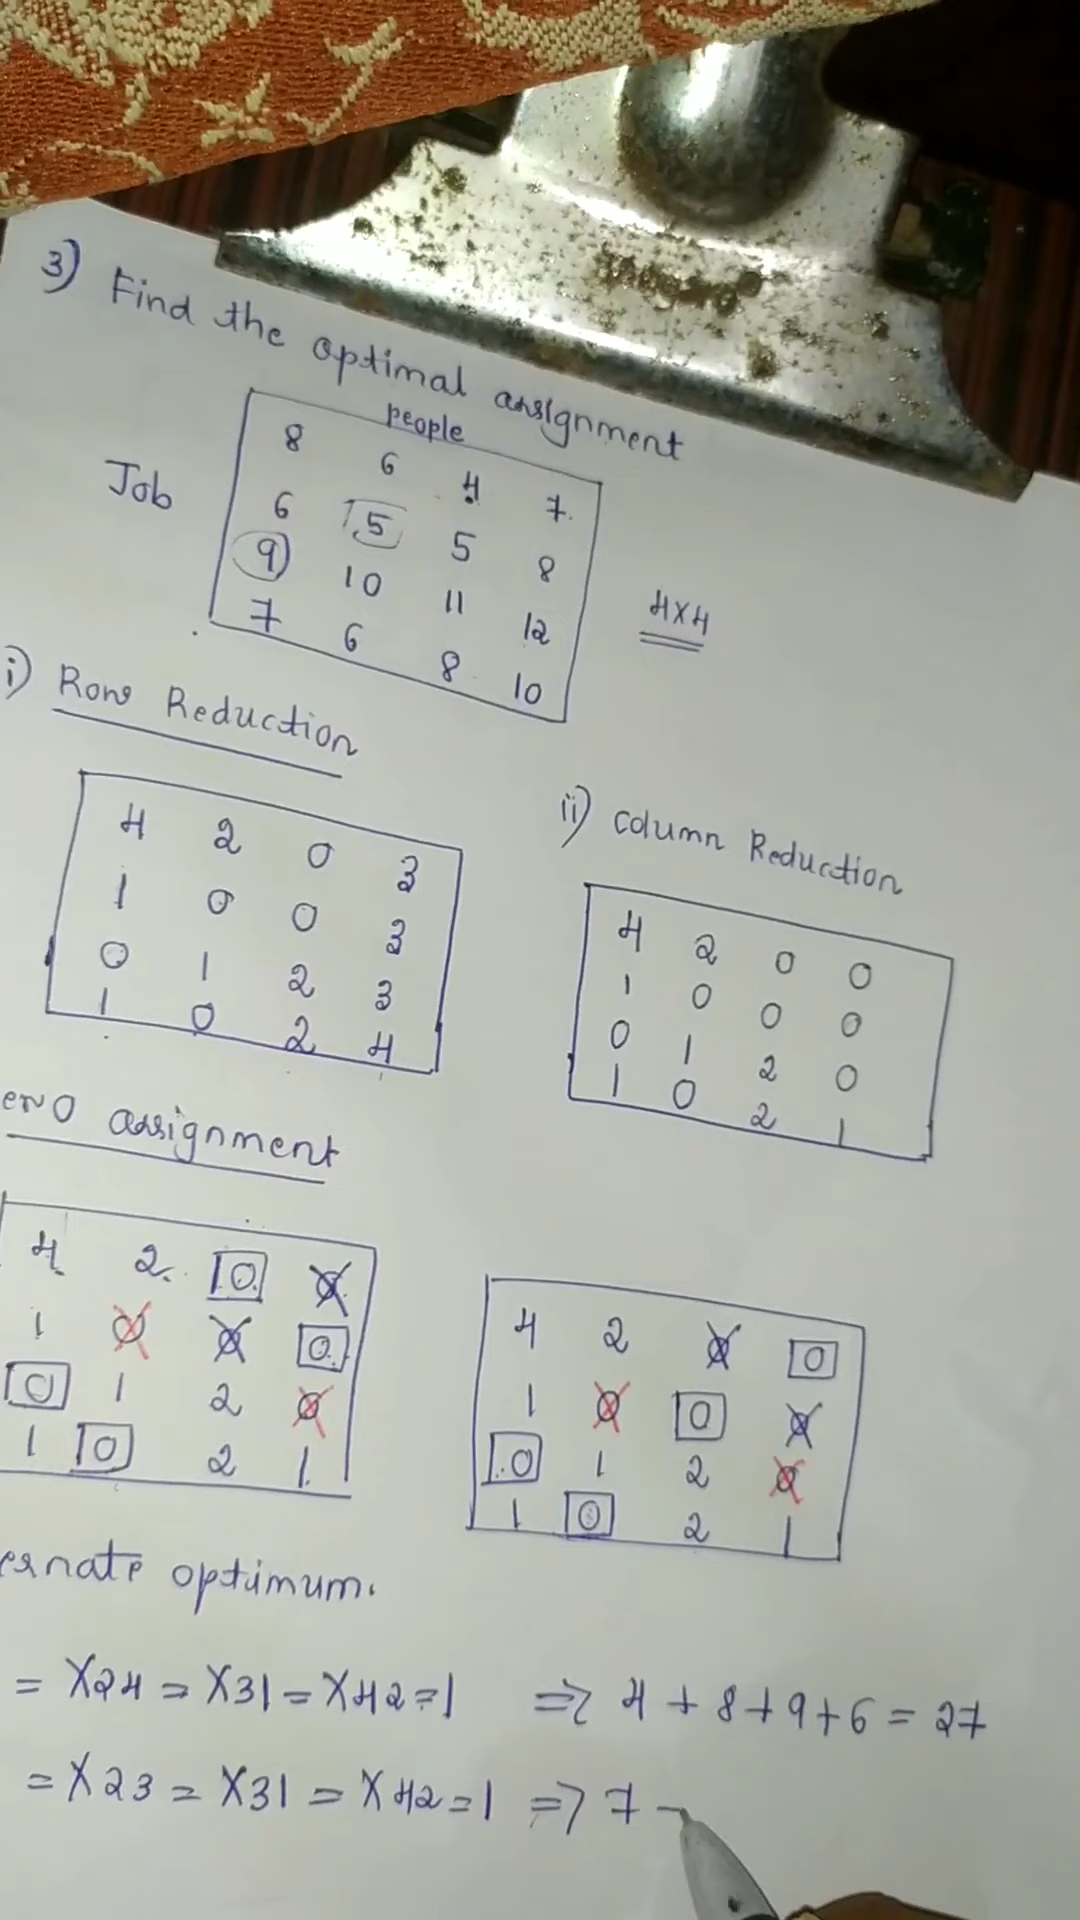 3) Find the optimal assignment
people
Job
8 6 4 7
6 5 5 8
9 10 11 12
7 6 8 10
4x4
i) Row Reduction
4 2 0 3
1 0 0 3
0 1 2 3
1 0 2 4
ii) Column Reduction
4 2 0 0
1 0 0 0
0 1 2 0
1 0 2 1
ero assignment
4 2 0 0
1 0 0 0
0 1 2 0
1 0 2 1
4 2 0 0
1 0 0 0
0 1 2 0
1 0 2 1
ernate optimum.
= X24 = X31 = X42 = 1 => 4 + 8 + 9 + 6 = 27
= X23 = X31 = X42 = 1 => 7